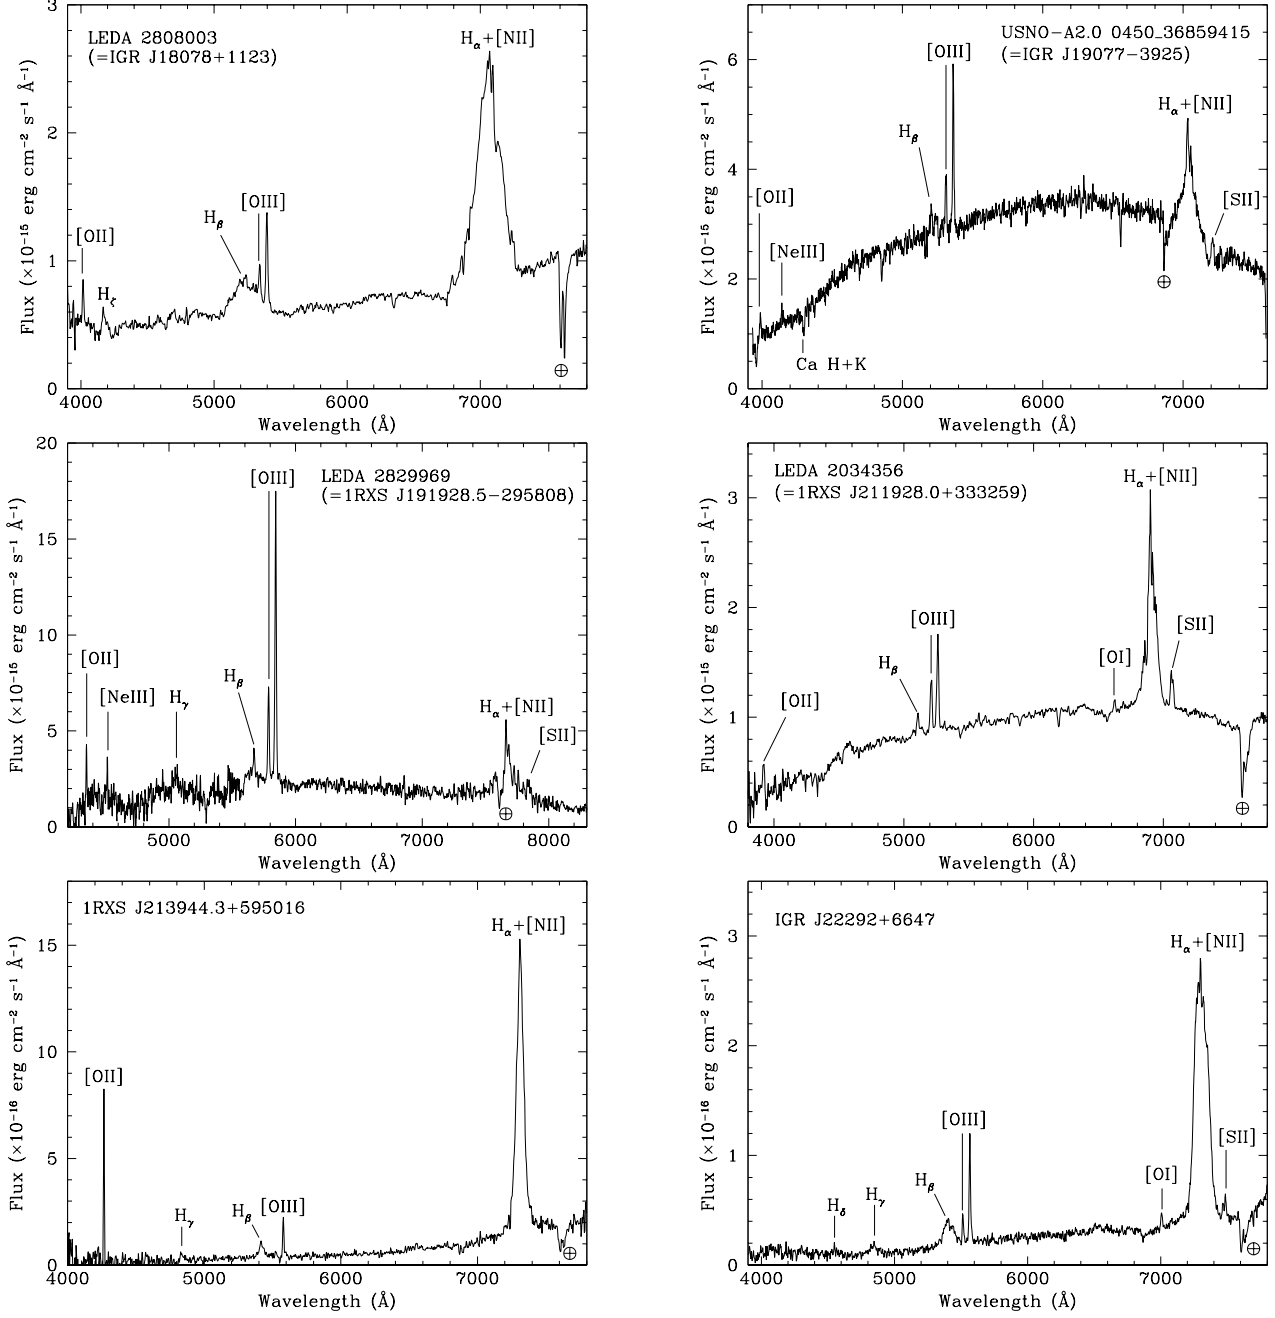 LEDA 2808003
(=IGR J18078+1123)
Hα+[NII]
[OIII]
Hβ
[OII]
Hζ
⊕
3
2
1
0
4000 5000 6000 7000
Wavelength (Å)
Flux (×10⁻¹⁵ erg cm⁻² s⁻¹ Å⁻¹)
USNO−A2.0 0450_36859415
(=IGR J19077−3925)
[OIII]
Hα+[NII]
Hβ
[OII]
[SII]
[NeIII]
⊕
Ca H+K
6
4
2
0
4000 5000 6000 7000
Wavelength (Å)
Flux (×10⁻¹⁵ erg cm⁻² s⁻¹ Å⁻¹)
LEDA 2829969
(=1RXS J191928.5−295808)
[OIII]
[OII]
Hβ
[NeIII] Hγ
Hα+[NII]
[SII]
⊕
20
15
10
5
0
5000 6000 7000 8000
Wavelength (Å)
Flux (×10⁻¹⁵ erg cm⁻² s⁻¹ Å⁻¹)
LEDA 2034356
(=1RXS J211928.0+333259)
Hα+[NII]
[OIII]
[SII]
Hβ
[OI]
[OII]
⊕
3
2
1
0
4000 5000 6000 7000
Wavelength (Å)
Flux (×10⁻¹⁵ erg cm⁻² s⁻¹ Å⁻¹)
1RXS J213944.3+595016
Hα+[NII]
[OII]
Hγ
Hβ [OIII]
⊕
15
10
5
0
4000 5000 6000 7000
Wavelength (Å)
Flux (×10⁻¹⁶ erg cm⁻² s⁻¹ Å⁻¹)
IGR J22292+6647
Hα+[NII]
[OIII]
[SII]
Hβ
[OI]
Hδ Hγ
⊕
3
2
1
0
4000 5000 6000 7000
Wavelength (Å)
Flux (×10⁻¹⁶ erg cm⁻² s⁻¹ Å⁻¹)